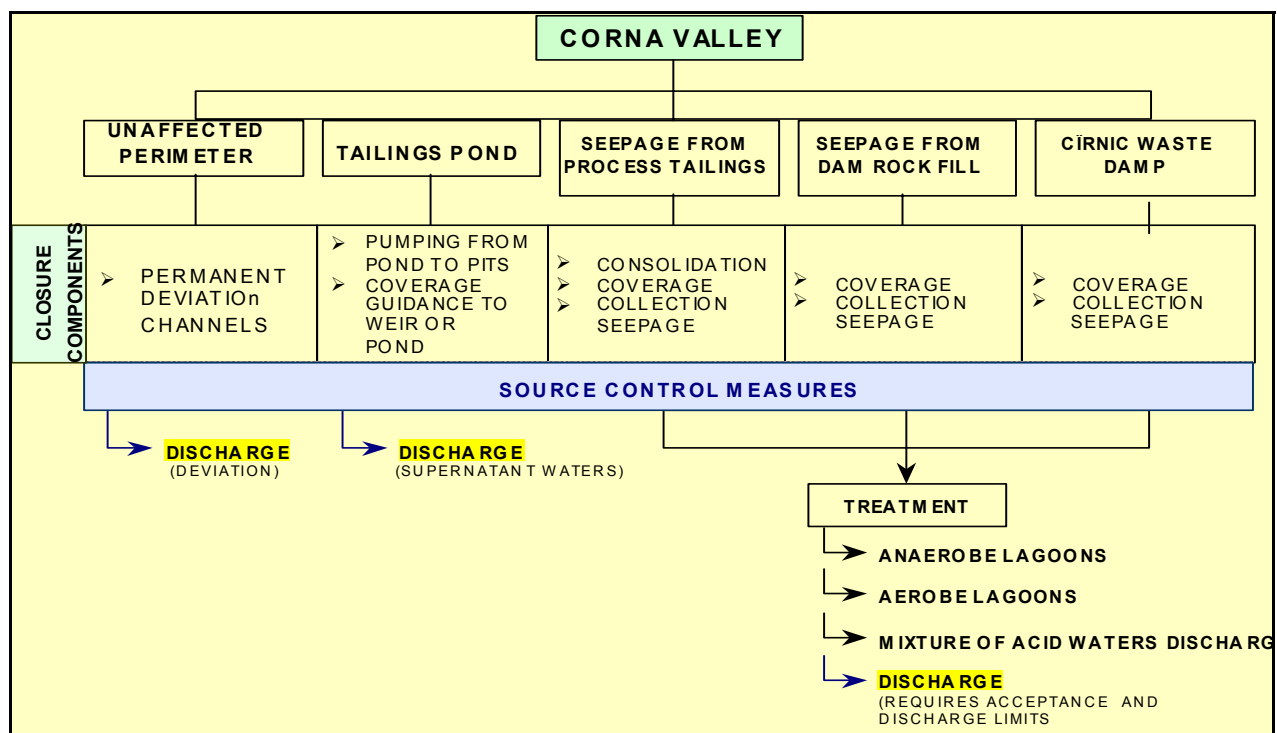 CORNA VALLEY
UNAFFECTED
PERIMETER
TAILINGS POND
SEEPAGE FROM
PROCESS TAILINGS
SEEPAGE FROM
DAM ROCK FILL
CÎRNIC WASTE
DAMP
CLOSURE
COMPONENTS
➢ PERMANENT
DEVIATIOn
CHANNELS
➢ PUMPING FROM
POND TO PITS
➢ COVERAGE
GUIDANCE TO
WEIR OR
POND
➢ CONSOLIDATION
➢ COVERAGE
➢ COLLECTION
SEEPAGE
➢ COVERAGE
➢ COLLECTION
SEEPAGE
➢ COVERAGE
➢ COLLECTION
SEEPAGE
SOURCE CONTROL MEASURES
DISCHARGE
(DEVIATION)
DISCHARGE
(SUPERNATANT WATERS)
TREATMENT
ANAEROBE LAGOONS
AEROBE LAGOONS
MIXTURE OF ACID WATERS DISCHARG
DISCHARGE
(REQUIRES ACCEPTANCE AND
DISCHARGE LIMITS